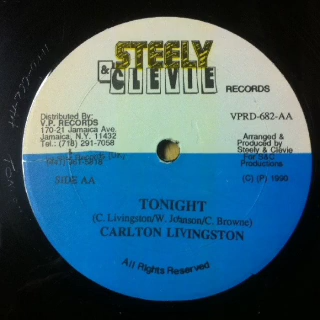 STEELY
& CLEVIE
RECORDS
Distributed By:
V.P. RECORDS
170-21 Jamaica Ave.
Jamaica, N.Y. 11432
Tel.: (718) 291-7058
SIDE AA
VPRD-682-AA
Arranged &
Produced by
Steely & Clevie
For S&C
Productions
(C) (P) 1990
TONIGHT
(C. Livingston/W. Johnson/C. Browne)
CARLTON LIVINGSTON
All Rights Reserved